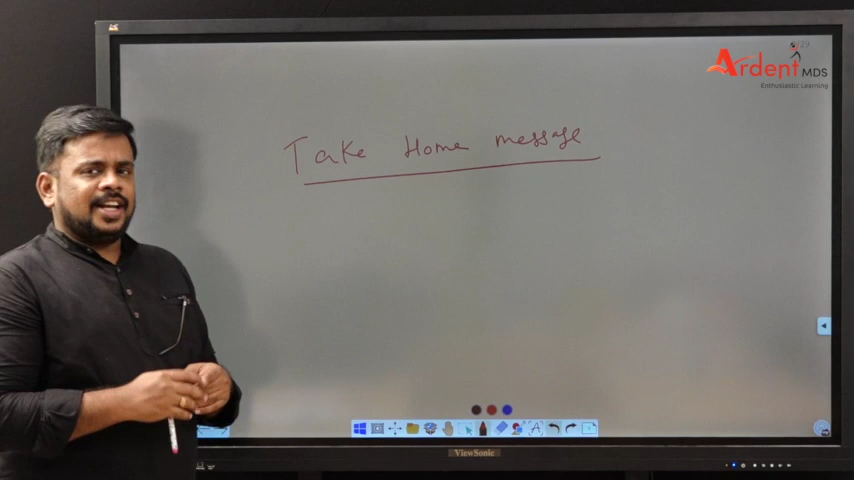 Ardent MDS
Enthusiastic Learning
Take Home message
A
ViewSonic